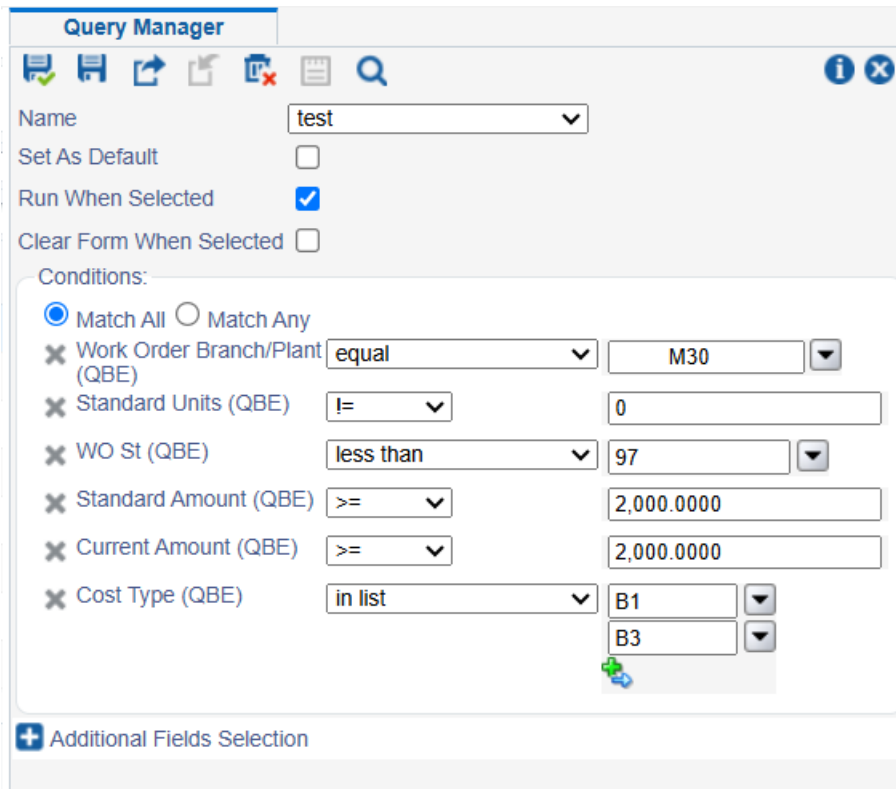 Query Manager
Name test
Set As Default
Run When Selected
Clear Form When Selected
Conditions:
Match All Match Any
Work Order Branch/Plant (QBE) equal M30
Standard Units (QBE) != 0
WO St (QBE) less than 97
Standard Amount (QBE) >= 2,000.0000
Current Amount (QBE) >= 2,000.0000
Cost Type (QBE) in list B1
B3
Additional Fields Selection